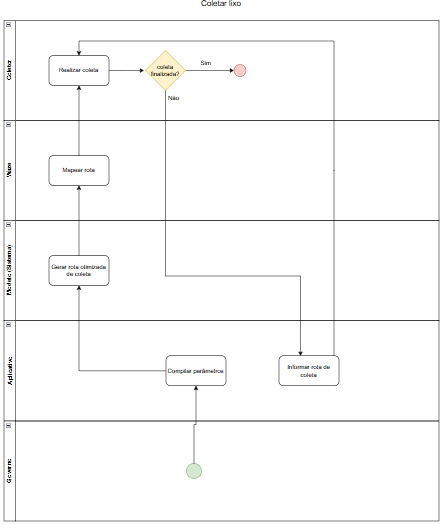 Coletar lixo
Coletor
Realizar coleta
coleta
finalizada?
Sim
Não
Waze
Mapear rota
Modelo (Sistema)
Gerar rota otimizada
de coleta
Aplicativo
Compilar parâmetros
Informar rota de
coleta
Governo